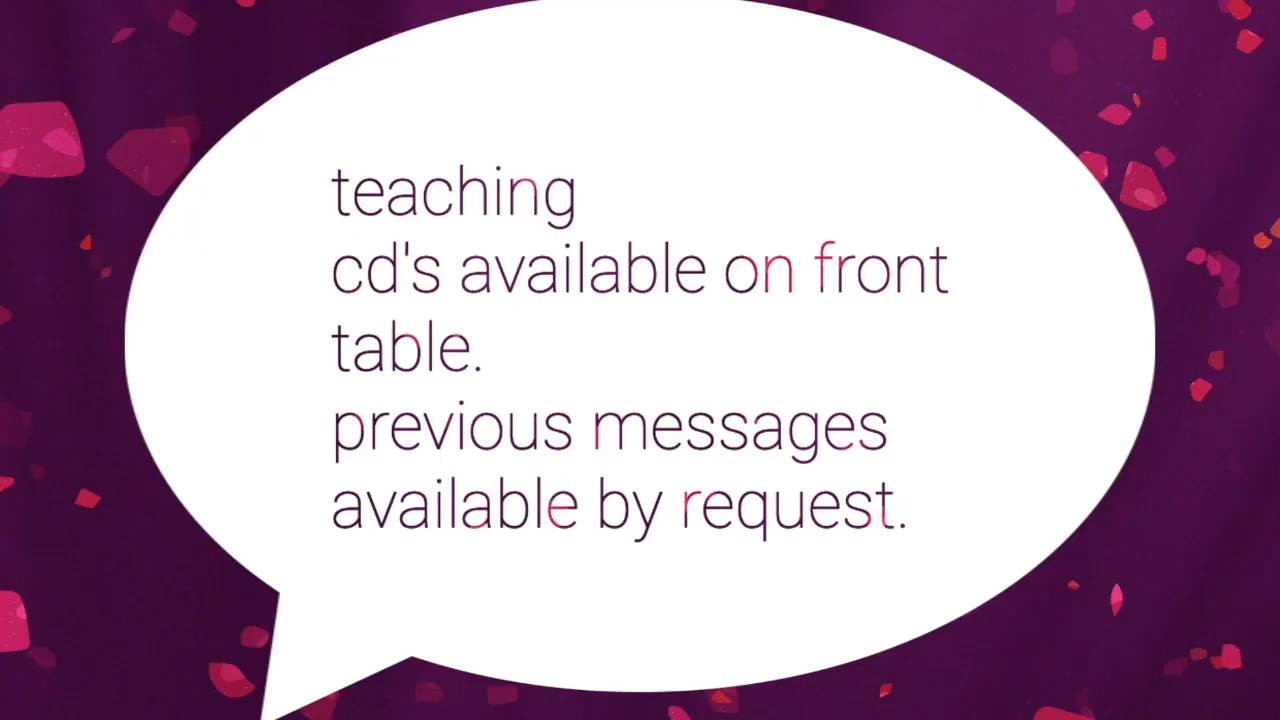 teaching
cd's available on front
table.
previous messages
available by request.